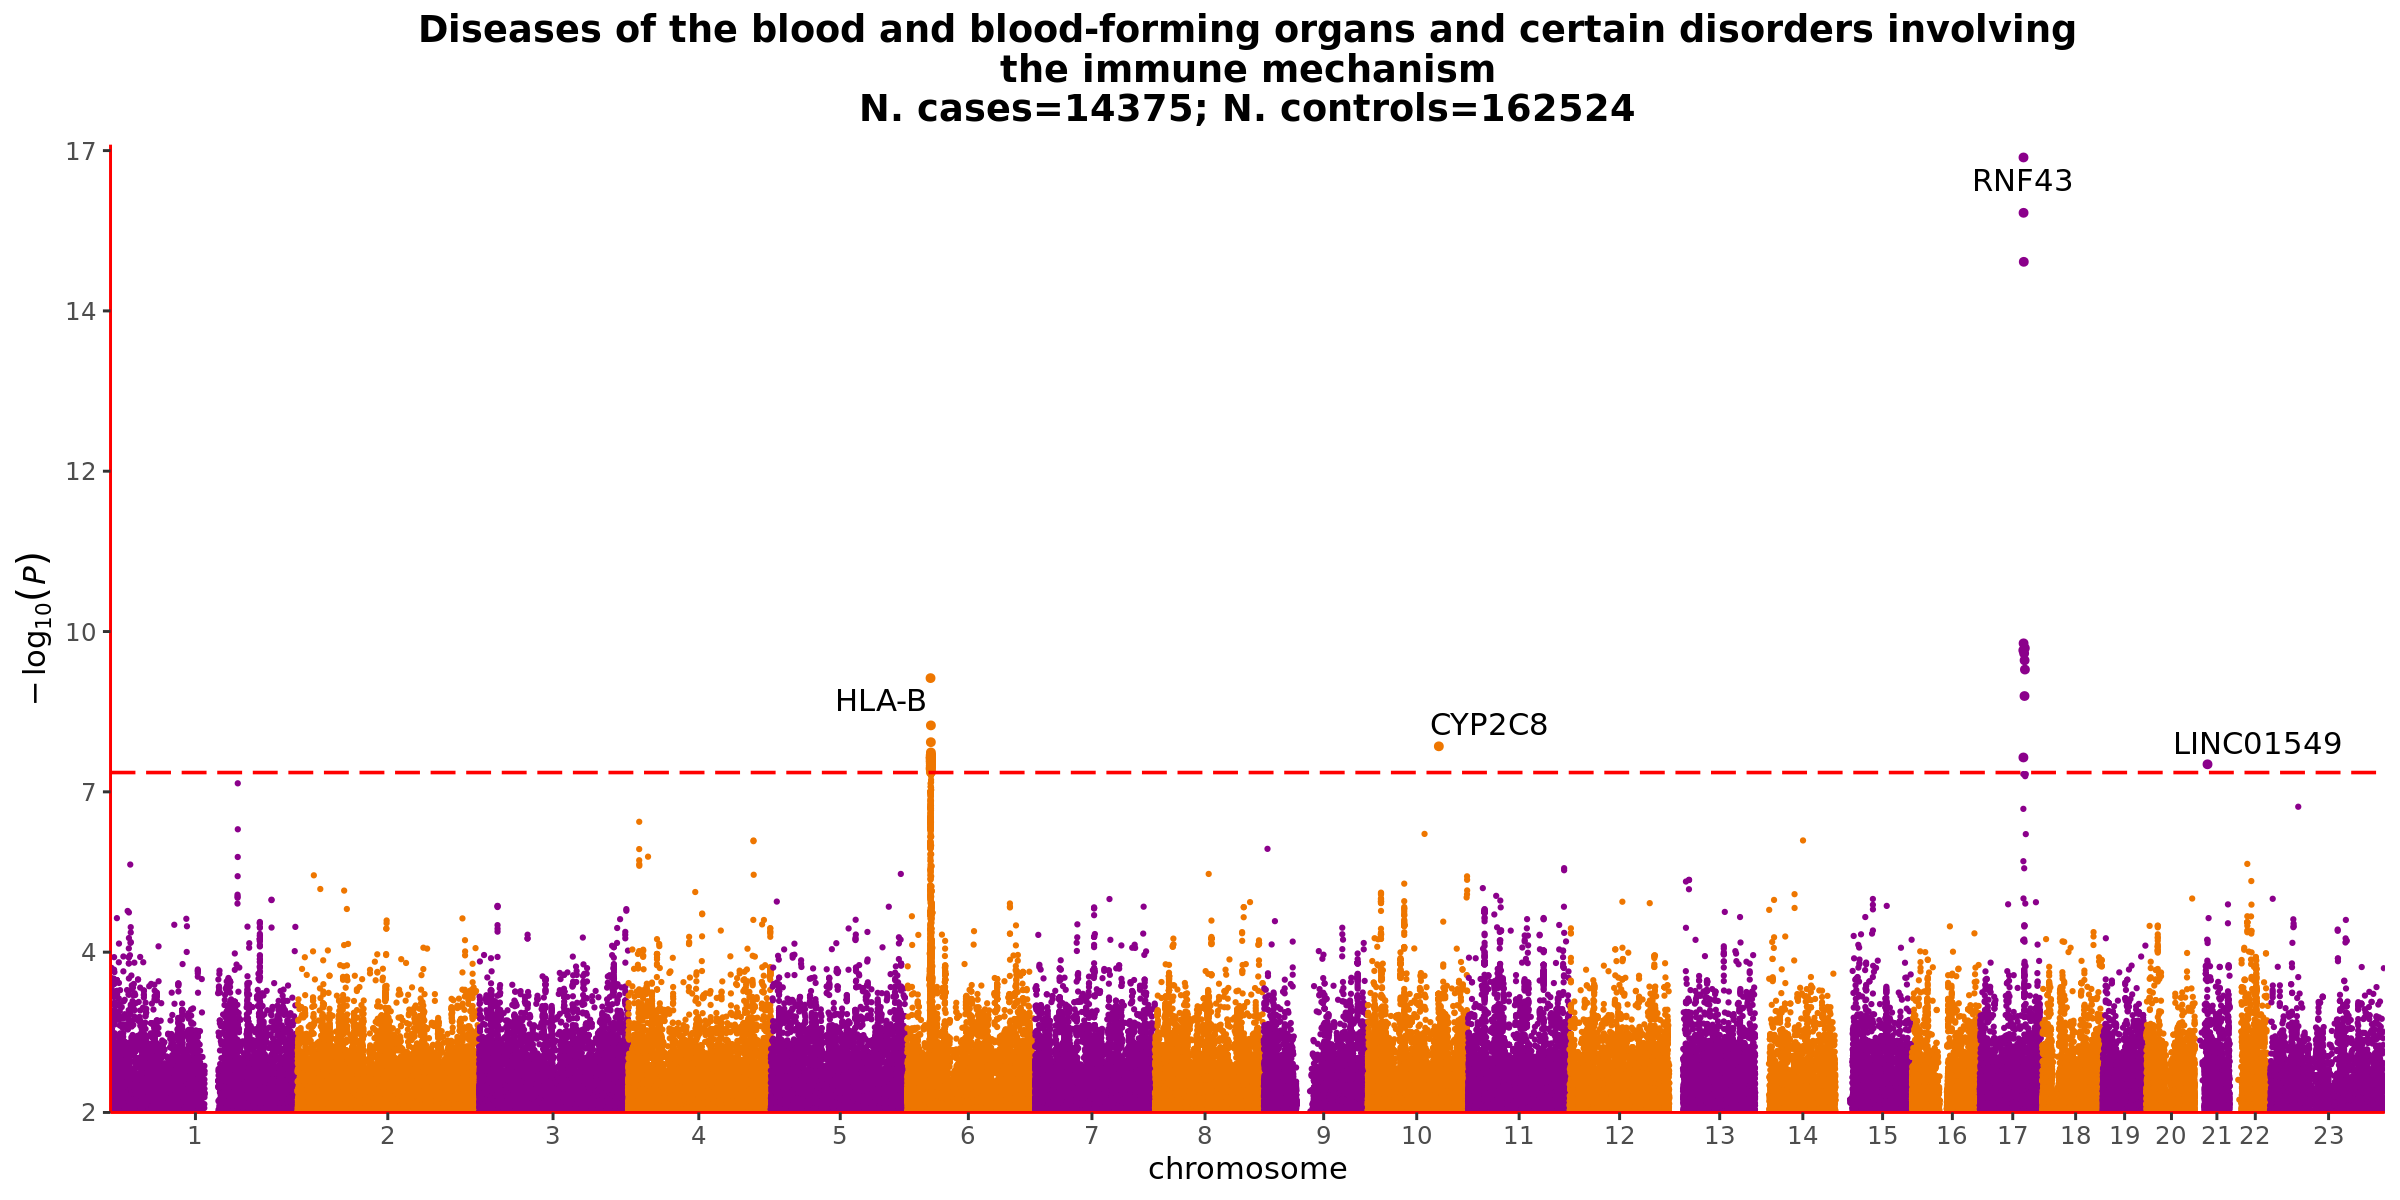 Diseases of the blood and blood-forming organs and certain disorders involving
the immune mechanism
N. cases=14375; N. controls=162524
17
RNF43
14
12
10
HLA-B
CYP2C8
LINC01549
7
4
2
−log10(P)
1 2 3 4 5 6 7 8 9 10 11 12 13 14 15 16 17 18 19 20 21 22 23
chromosome